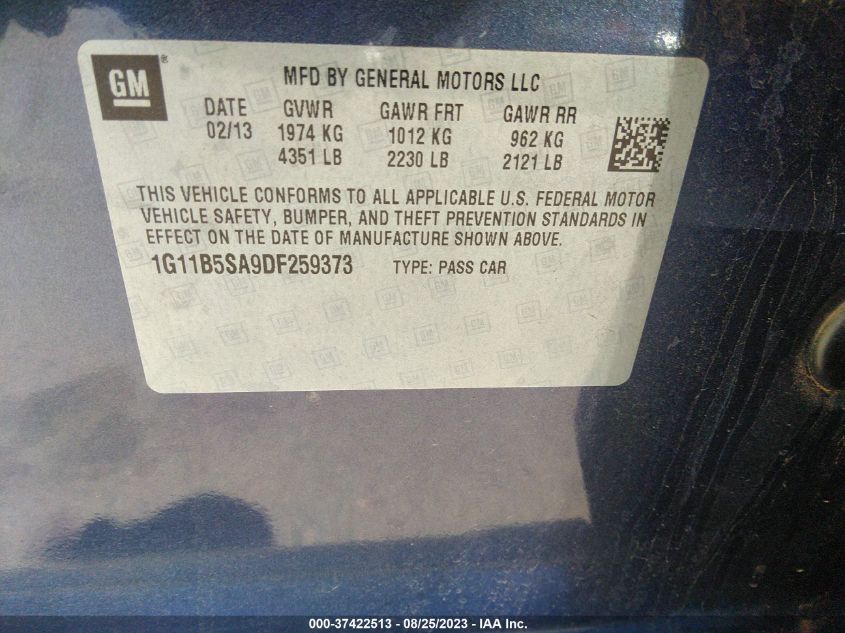 GM
MFD BY GENERAL MOTORS LLC
DATE GVWR GAWR FRT GAWR RR
02/13 1974 KG 1012 KG 962 KG
4351 LB 2230 LB 2121 LB
THIS VEHICLE CONFORMS TO ALL APPLICABLE U.S. FEDERAL MOTOR
VEHICLE SAFETY, BUMPER, AND THEFT PREVENTION STANDARDS IN
EFFECT ON THE DATE OF MANUFACTURE SHOWN ABOVE.
1G11B5SA9DF259373 TYPE: PASS CAR
000-37422513 - 08/25/2023 - IAA Inc.